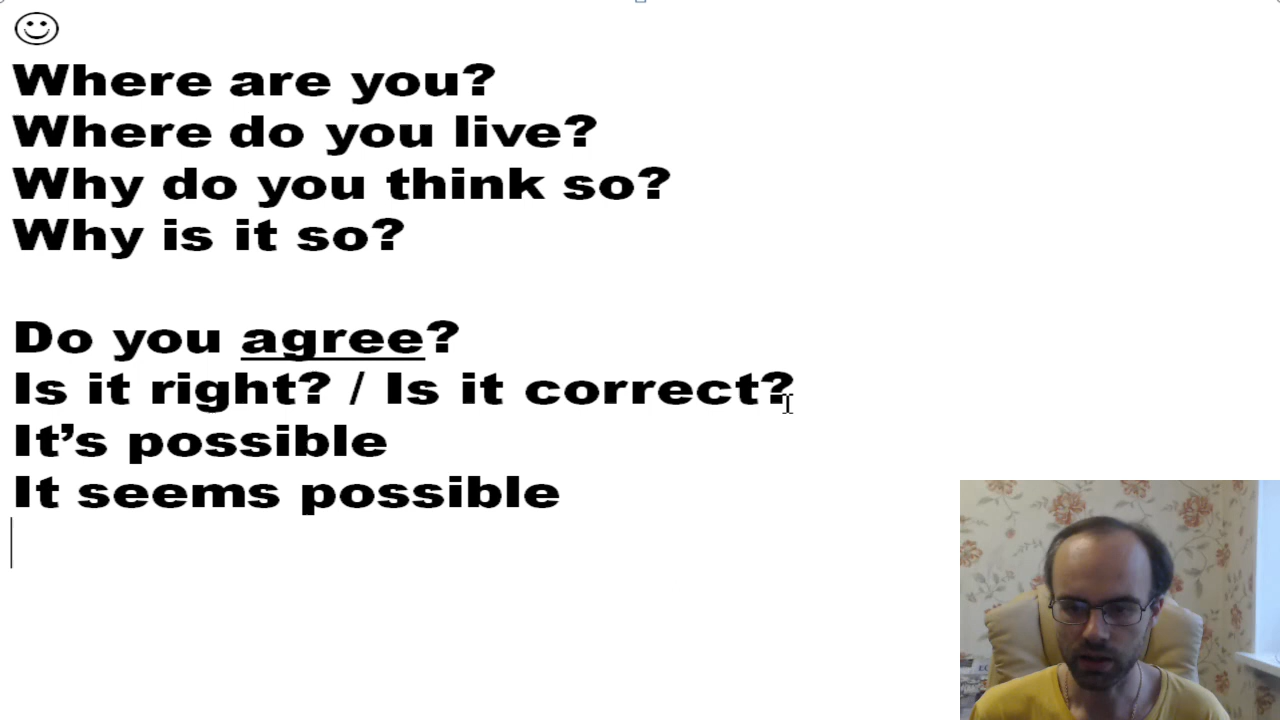 Where are you?
Where do you live?
Why do you think so?
Why is it so?
Do you agree?
Is it right? / Is it correct?
It’s possible
It seems possible